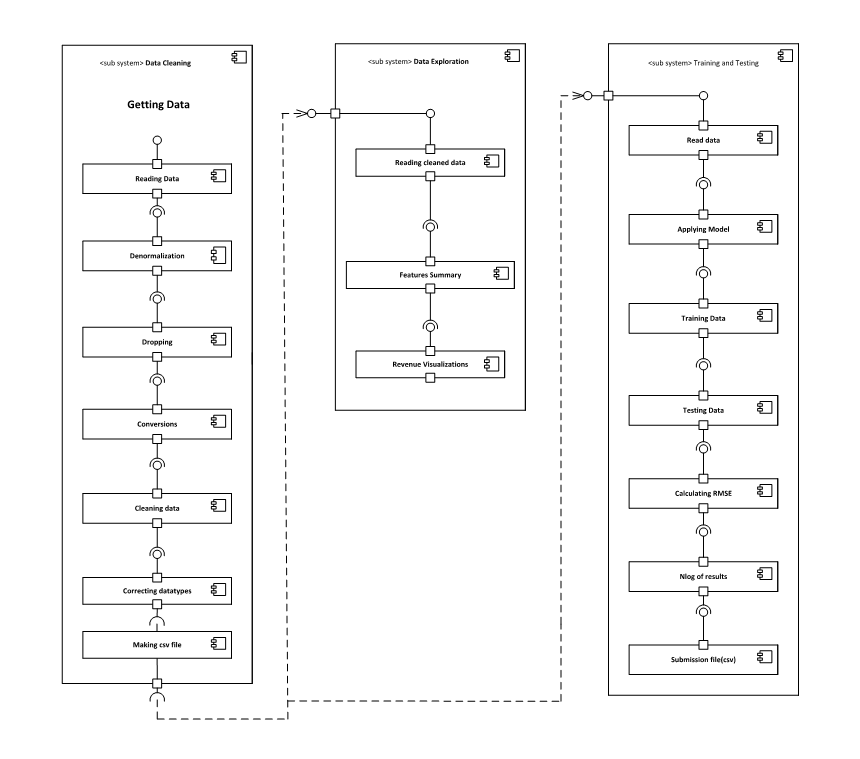 <sub system> Data Cleaning
Getting Data
Reading Data
Denormalization
Dropping
Conversions
Cleaning data
Correcting datatypes
Making csv file
<sub system> Data Exploration
Reading cleaned data
Features Summary
Revenue Visualizations
<sub system> Training and Testing
Read data
Applying Model
Training Data
Testing Data
Calculating RMSE
Nlog of results
Submission file(csv)